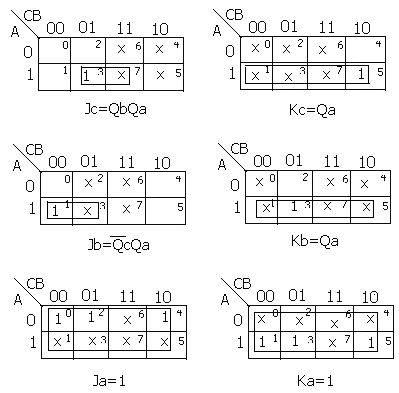 CB
A 00 01 11 10
0 0 2 x 6 x 4
1 1 1 3 x 7 x 5
Jc=QbQa
CB
A 00 01 11 10
0 x 0 x 2 x 6 4
1 x 1 x 3 x 7 1 5
Kc=Qa
CB
A 00 01 11 10
0 0 x 2 x 6 4
1 1 1 x 3 x 7 5
Jb=Q̅cQa
CB
A 00 01 11 10
0 x 0 2 x 6 x 4
1 x 1 1 3 x 7 x 5
Kb=Qa
CB
A 00 01 11 10
0 1 0 1 2 x 6 1 4
1 x 1 x 3 x 7 x 5
Ja=1
CB
A 00 01 11 10
0 x 0 x 2 x 6 x 4
1 1 1 1 3 x 7 1 5
Ka=1